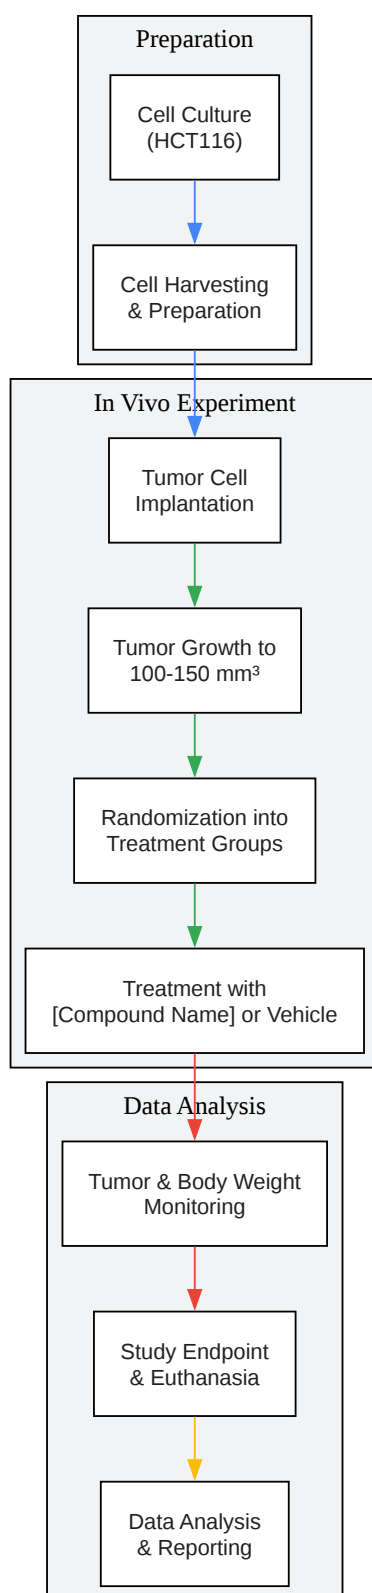 Preparation
Cell Culture
(HCT116)
Cell Harvesting
& Preparation
In Vivo Experiment
Tumor Cell
Implantation
Tumor Growth to
100-150 mm³
Randomization into
Treatment Groups
Treatment with
[Compound Name] or Vehicle
Data Analysis
Tumor & Body Weight
Monitoring
Study Endpoint
& Euthanasia
Data Analysis
& Reporting